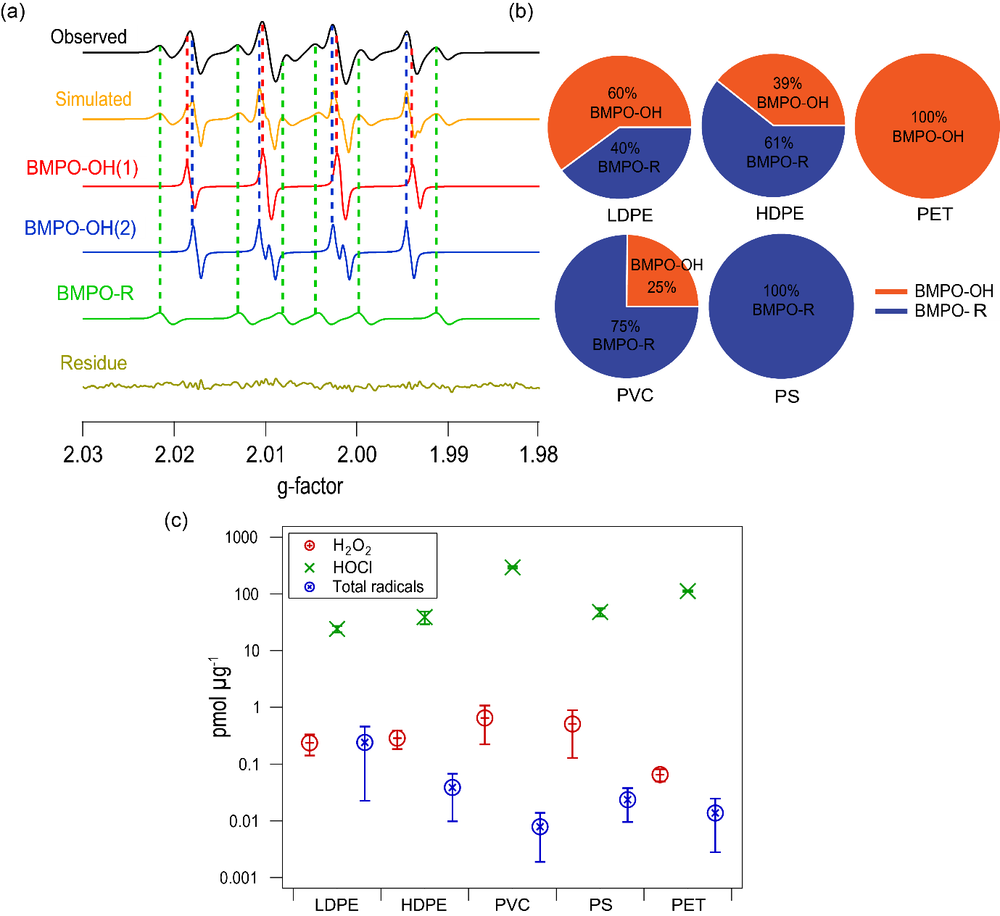 (a)
Observed
Simulated
BMPO-OH(1)
BMPO-OH(2)
BMPO-R
Residue
2.03 2.02 2.01 2.00 1.99 1.98
g-factor
(b)
60%
BMPO-OH
40%
BMPO-R
LDPE
39%
BMPO-OH
61%
BMPO-R
HDPE
100%
BMPO-OH
PET
BMPO-OH
25%
75%
BMPO-R
PVC
100%
BMPO-R
PS
BMPO-OH
BMPO- R
(c)
H₂O₂
HOCl
Total radicals
1000
100
10
1
0.1
0.01
0.001
pmol µg⁻¹
LDPE HDPE PVC PS PET